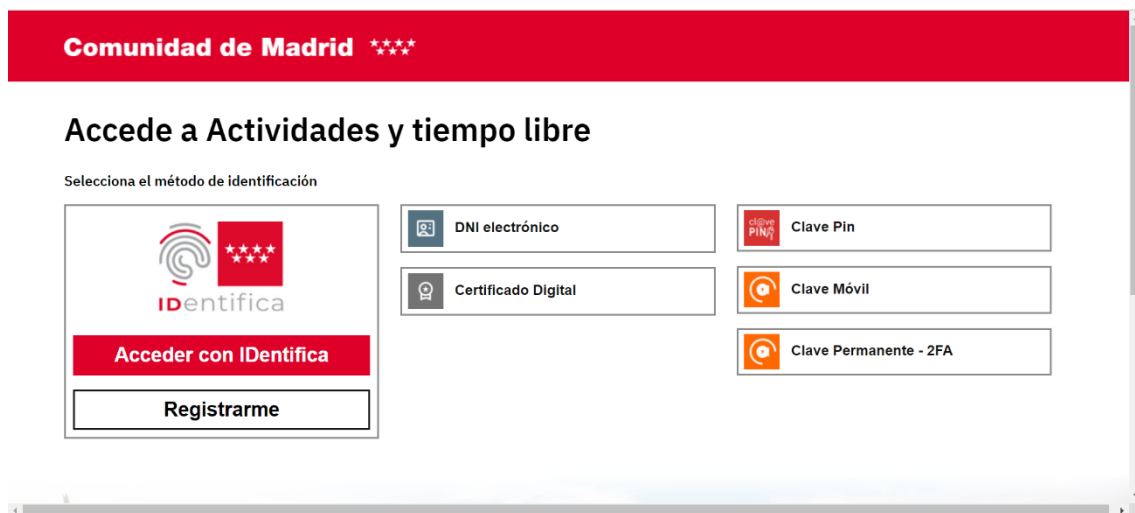 Comunidad de Madrid
Accede a Actividades y tiempo libre
Selecciona el método de identificación
IDentifica
Acceder con IDentifica
Registrarme
DNI electrónico
Certificado Digital
cl@ve
PIN
Clave Pin
Clave Móvil
Clave Permanente - 2FA